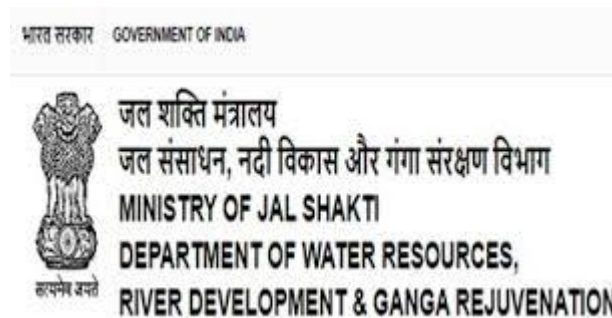 भारत सरकार GOVERNMENT OF INDIA
जल शक्ति मंत्रालय
जल संसाधन, नदी विकास और गंगा संरक्षण विभाग
MINISTRY OF JAL SHAKTI
DEPARTMENT OF WATER RESOURCES,
RIVER DEVELOPMENT & GANGA REJUVENATION
सत्यमेव जयते